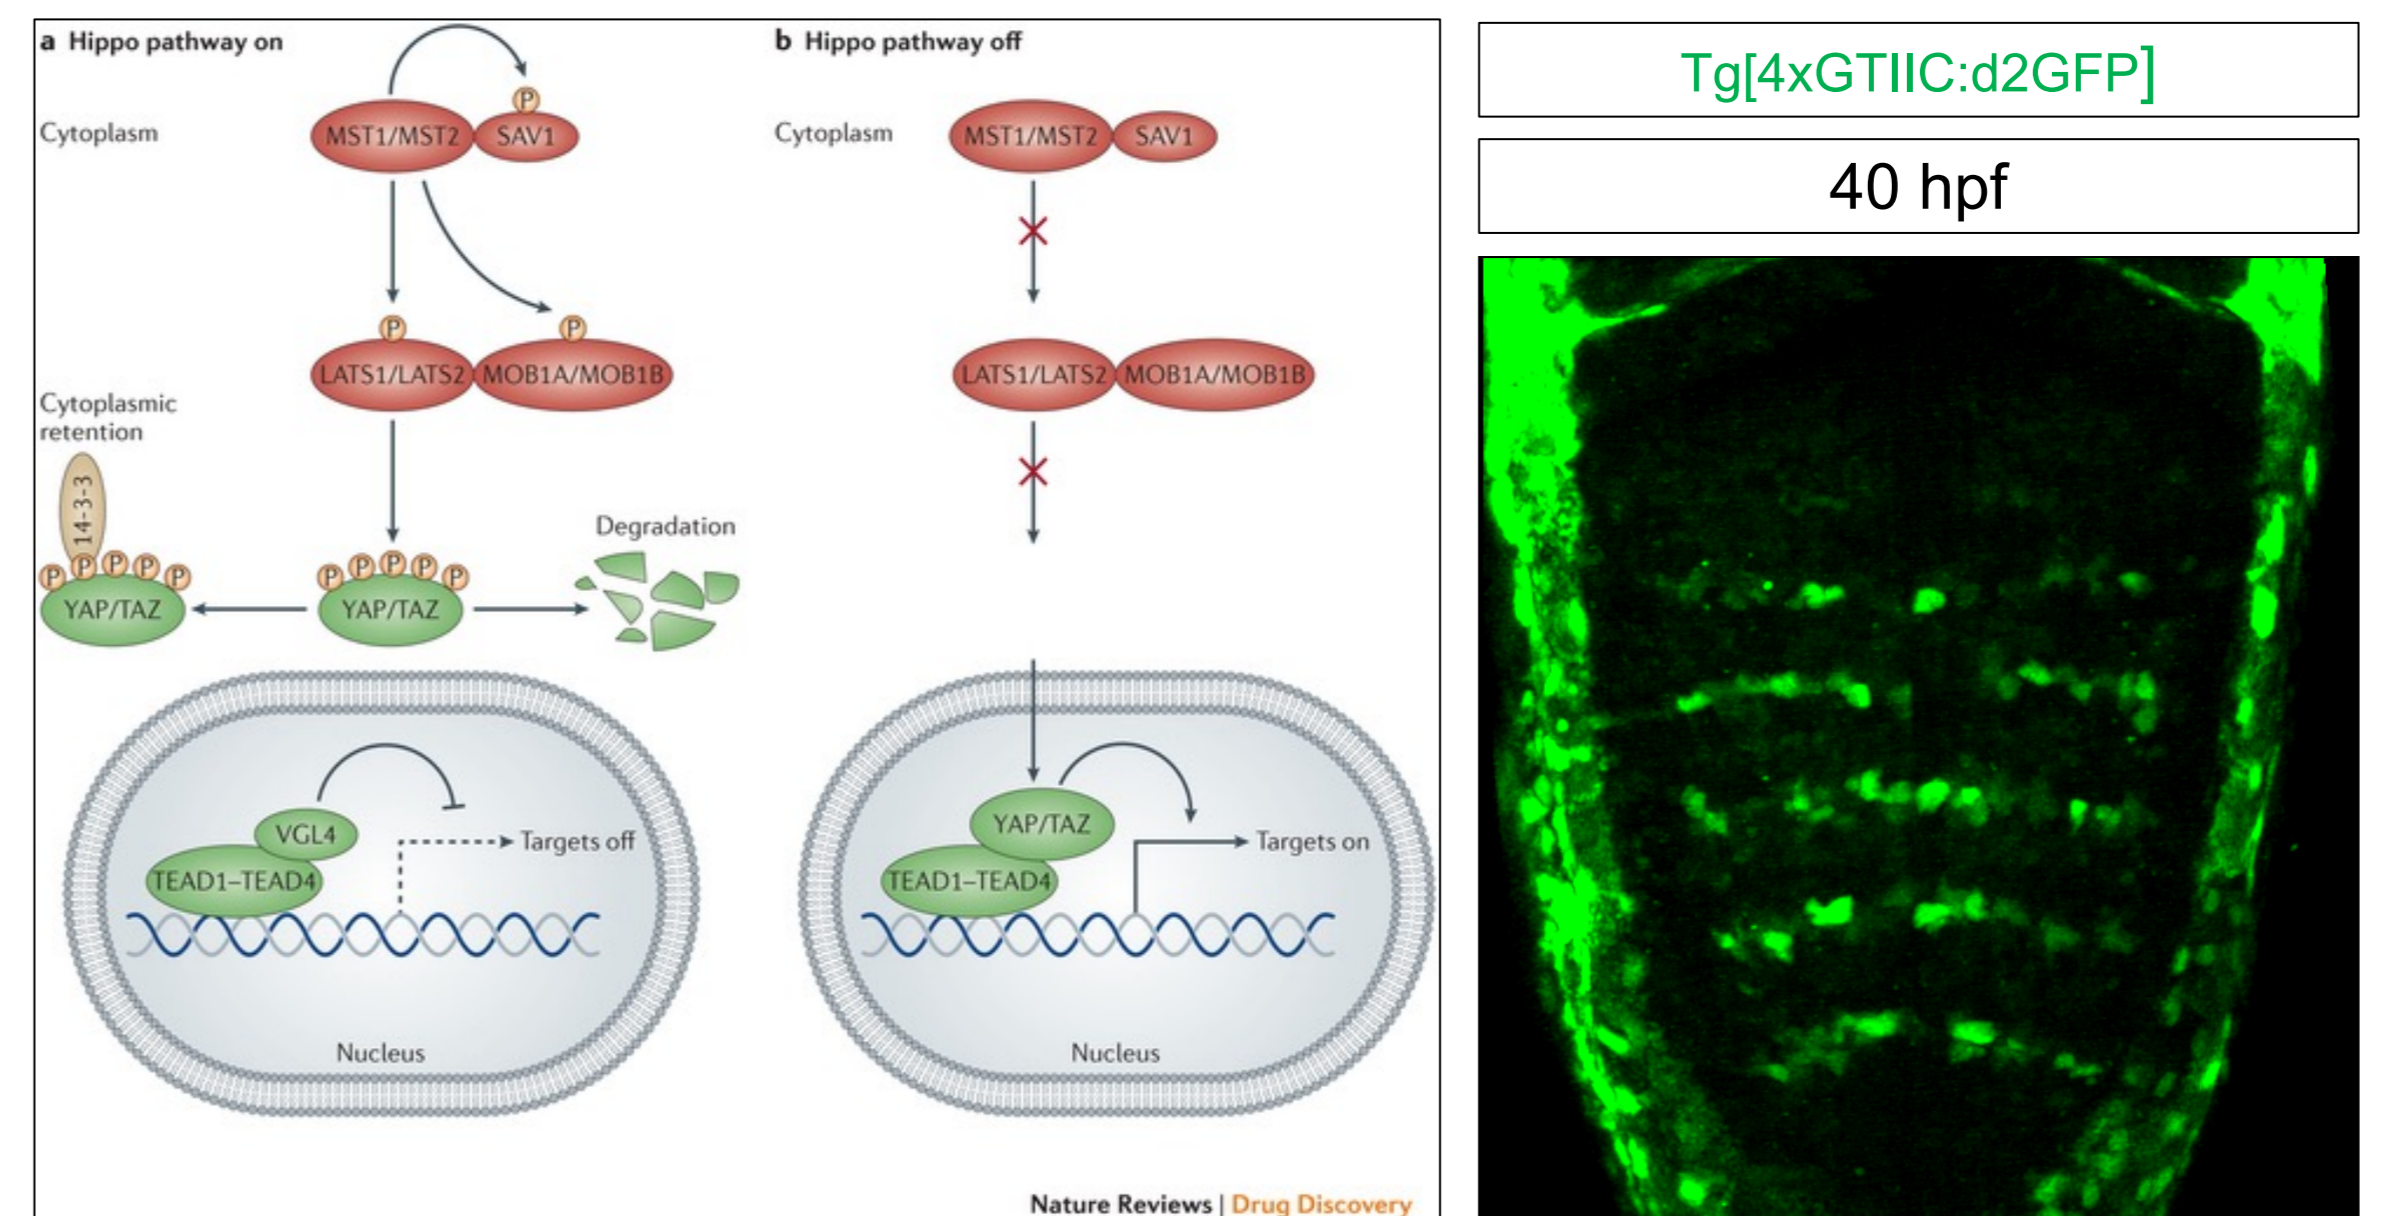 a Hippo pathway on
P
Cytoplasm
MST1/MST2
SAV1
P
P
LATS1/LATS2
MOB1A/MOB1B
Cytoplasmic
retention
14-3-3
Degradation
P P P P P
P P P P P
YAP/TAZ
YAP/TAZ
VGL4
Targets off
TEAD1–TEAD4
Nucleus
b Hippo pathway off
Cytoplasm
MST1/MST2
SAV1
LATS1/LATS2
MOB1A/MOB1B
YAP/TAZ
Targets on
TEAD1–TEAD4
Nucleus
Nature Reviews | Drug Discovery
Tg[4xGTIIC:d2GFP]
40 hpf